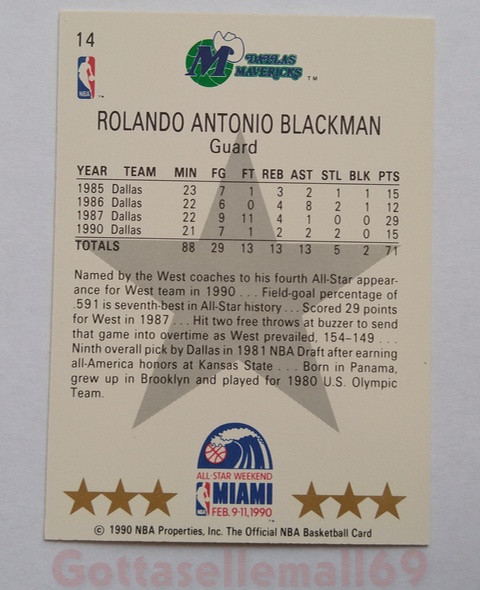 14
DALLAS
MAVERICKS TM
NBA
ROLANDO ANTONIO BLACKMAN
Guard
YEAR TEAM MIN FG FT REB AST STL BLK PTS
1985 Dallas 23 7 1 3 2 1 1 15
1986 Dallas 22 6 0 4 8 2 1 12
1987 Dallas 22 9 11 4 1 0 0 29
1990 Dallas 21 7 1 2 2 2 0 15
TOTALS 88 29 13 13 13 5 2 71
Named by the West coaches to his fourth All-Star appear-
ance for West team in 1990 . . . Field-goal percentage of
.591 is seventh-best in All-Star history . . . Scored 29 points
for West in 1987 . . . Hit two free throws at buzzer to send
that game into overtime as West prevailed, 154-149 . . .
Ninth overall pick by Dallas in 1981 NBA Draft after earning
all-America honors at Kansas State . . . Born in Panama,
grew up in Brooklyn and played for 1980 U.S. Olympic
Team.
ALL-STAR WEEKEND
NBA MIAMI
FEB. 9-11, 1990
© 1990 NBA Properties, Inc. The Official NBA Basketball Card
Gottasellemall69